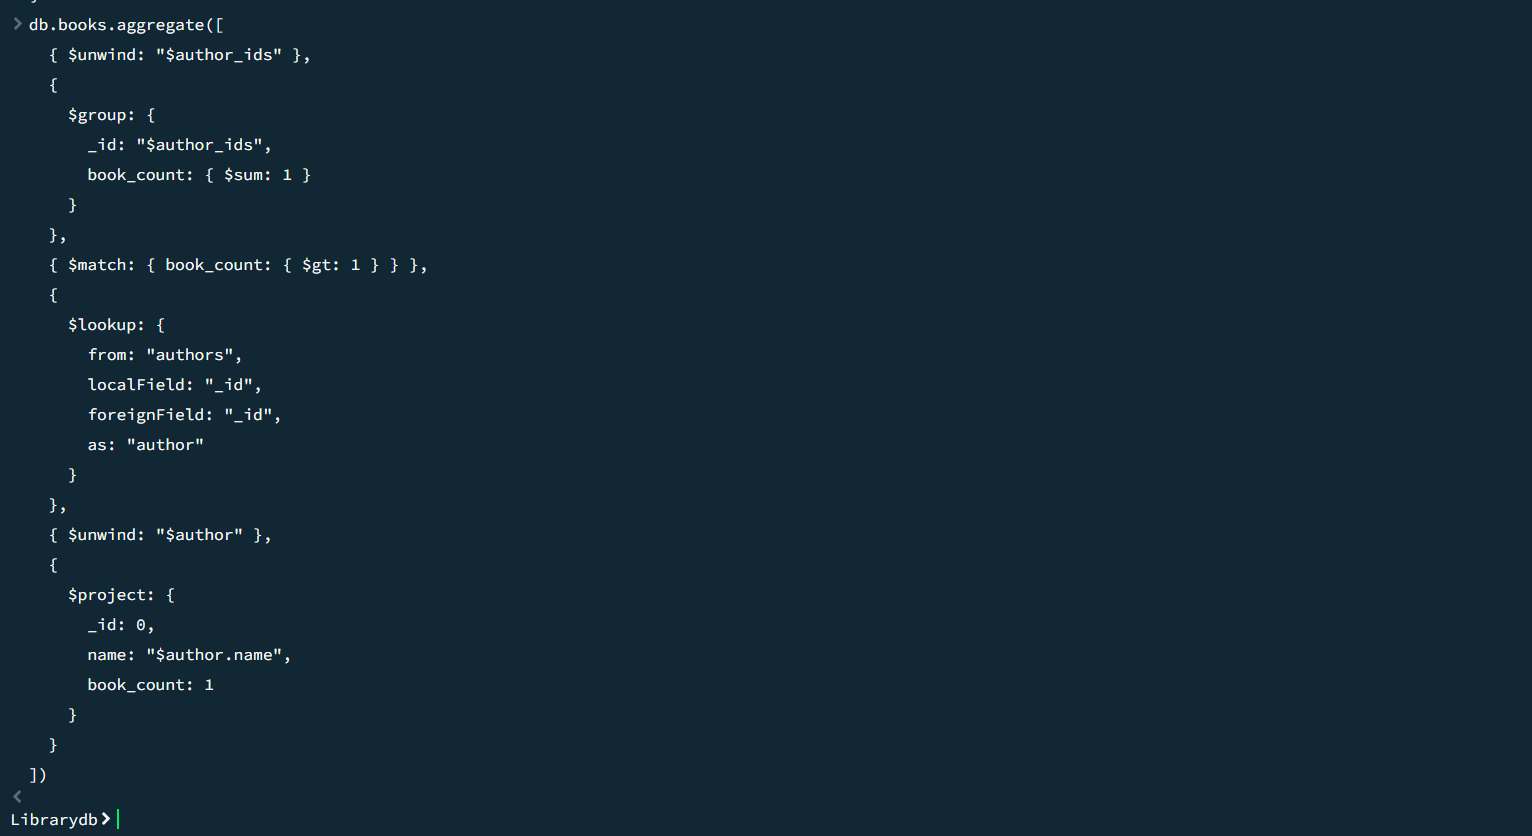 > db.books.aggregate([
{ $unwind: "$author_ids" },
{
$group: {
_id: "$author_ids",
book_count: { $sum: 1 }
}
},
{ $match: { book_count: { $gt: 1 } } },
{
$lookup: {
from: "authors",
localField: "_id",
foreignField: "_id",
as: "author"
}
},
{ $unwind: "$author" },
{
$project: {
_id: 0,
name: "$author.name",
book_count: 1
}
}
])
<
Librarydb>